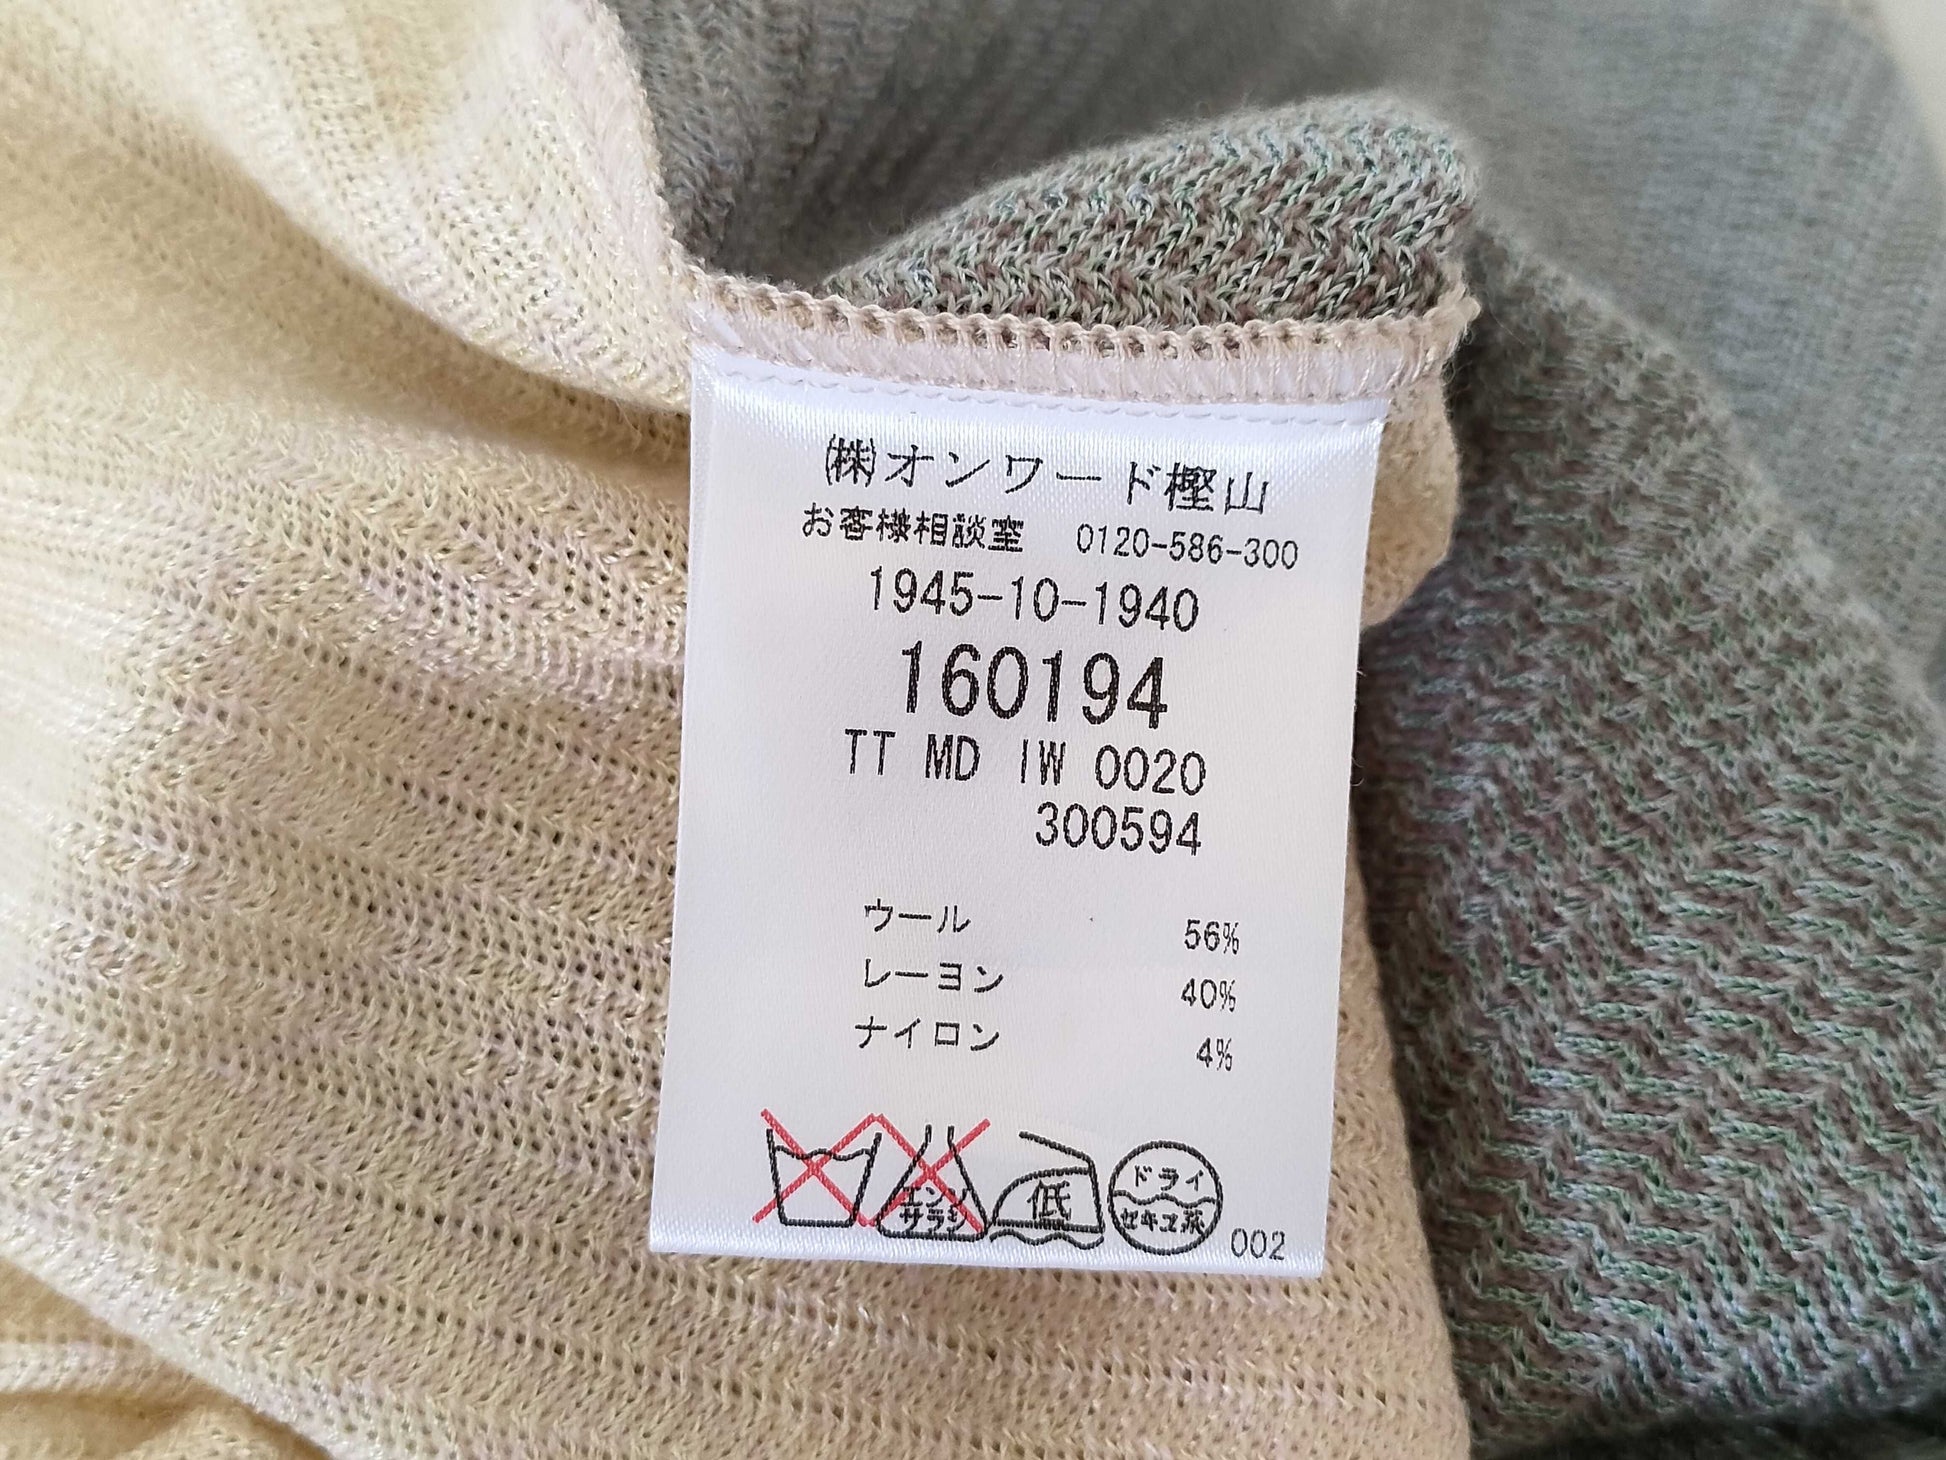 ㈱オンワード樫山
お客様相談室 0120-586-300
1945-10-1940
160194
TT MD IW 0020
300594
ウール 56%
レーヨン 40%
ナイロン 4%
エンソ
サラシ
低
ドライ
セキユ系
002